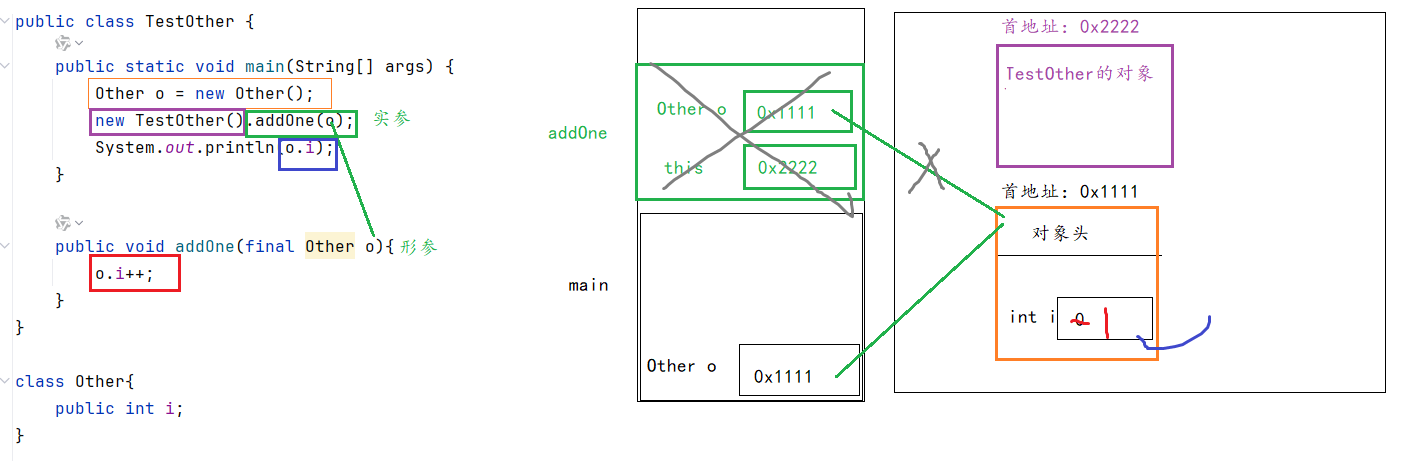 public class TestOther {
public static void main(String[] args) {
Other o = new Other();
new TestOther().addOne(o); 实参
System.out.println(o.i);
}
public void addOne(final Other o){ 形参
o.i++;
}
}
class Other{
public int i;
}
addOne
Other o 0x1111
this 0x2222
main
Other o 0x1111
首地址: 0x2222
TestOther的对象
首地址: 0x1111
对象头
int i 0 1